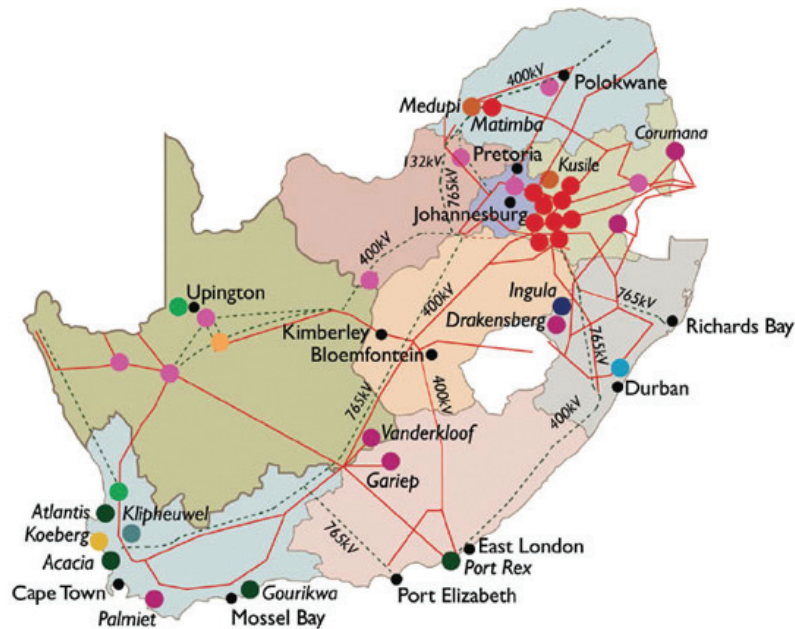 400kV
Polokwane
Medupi
Matimba
Corumana
132kV
Pretoria
Kusile
765kV
Johannesburg
400kV
Upington
400kV
Ingula
765kV
Kimberley
Drakensberg
Richards Bay
Bloemfontein
765kV
765kV
400kV
Durban
400kV
Vanderkloof
Gariep
Atlantis
Klipheuwel
Koeberg
765kV
East London
Acacia
Port Rex
Cape Town
Gourikwa
Port Elizabeth
Palmiet
Mossel Bay